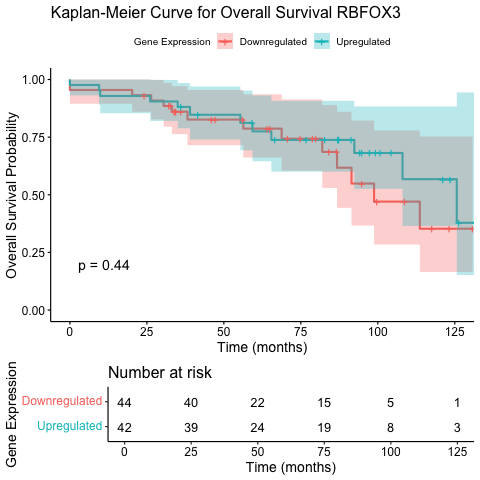 Kaplan-Meier Curve for Overall Survival RBFOX3
Gene Expression Downregulated Upregulated
Overall Survival Probability
1.00
0.75
0.50
0.25
0.00
p = 0.44
0 25 50 75 100 125
Time (months)
Number at risk
Gene Expression
Downregulated 44 40 22 15 5 1
Upregulated 42 39 24 19 8 3
0 25 50 75 100 125
Time (months)